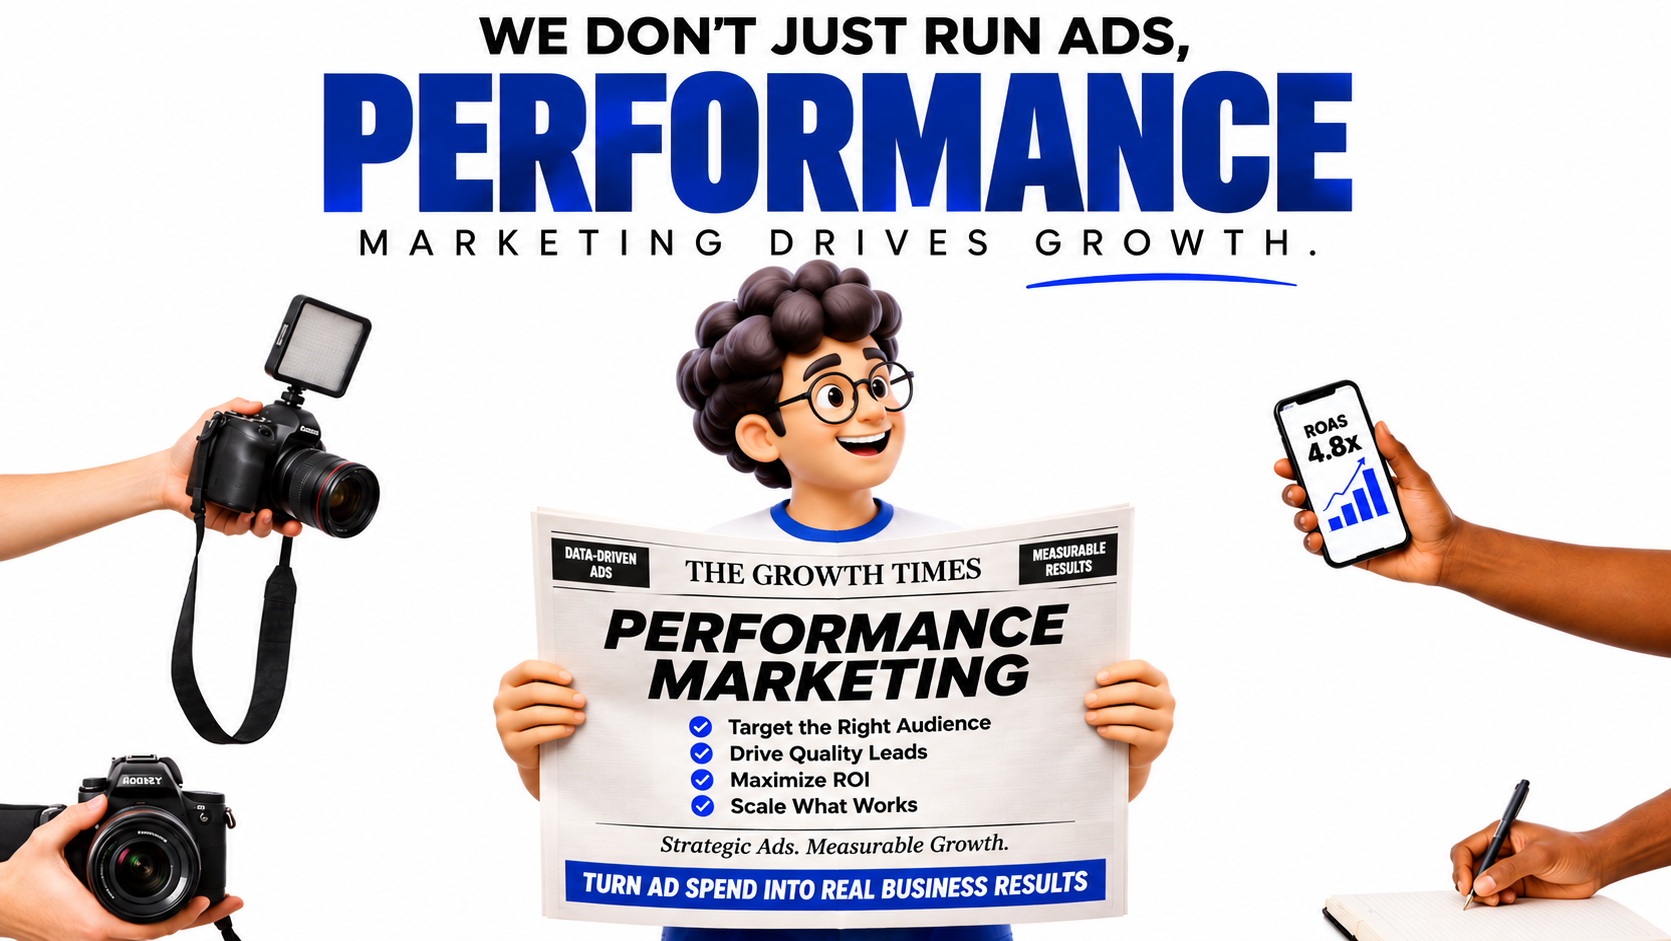 WE DON'T JUST RUN ADS,
PERFORMANCE
MARKETING DRIVES GROWTH.
ROAS
4.8x
DATA-DRIVEN
ADS
THE GROWTH TIMES
MEASURABLE
RESULTS
PERFORMANCE
MARKETING
Target the Right Audience
Drive Quality Leads
Maximize ROI
Scale What Works
Strategic Ads. Measurable Growth.
TURN AD SPEND INTO REAL BUSINESS RESULTS